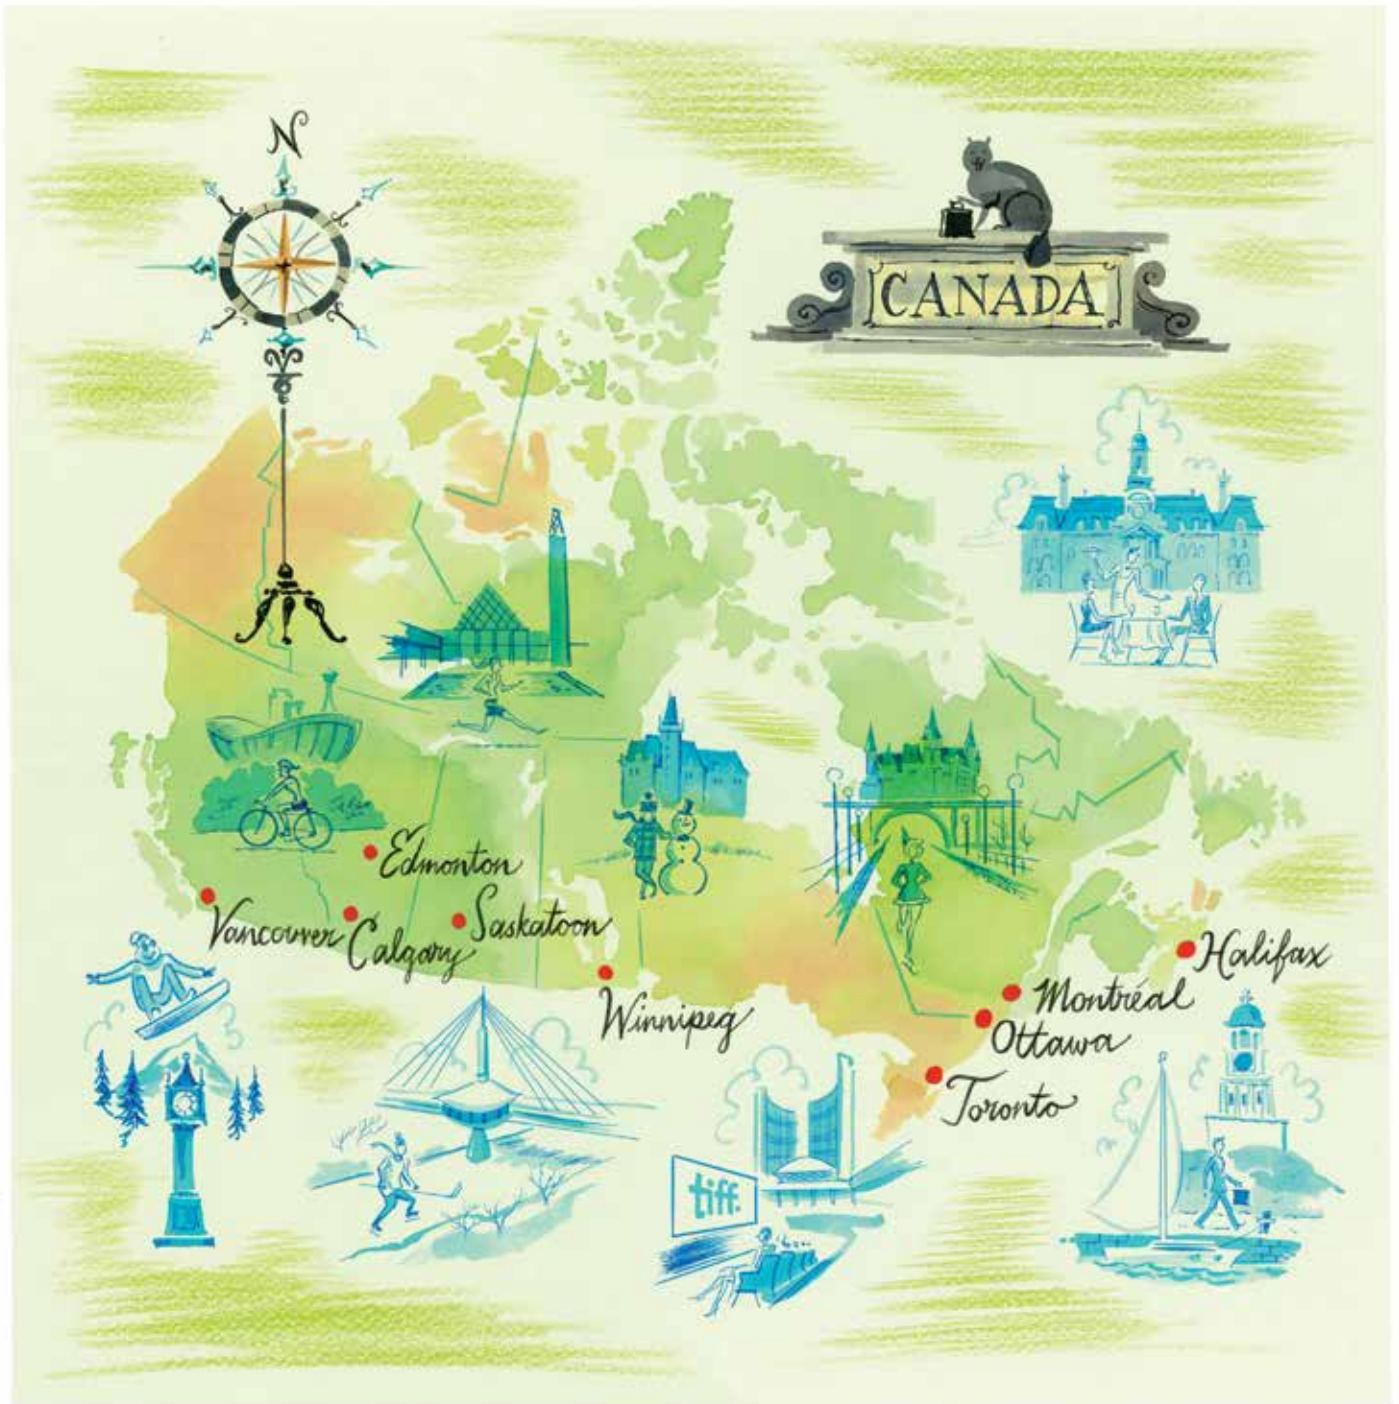 N
CANADA
Edmonton
Vancouver
Calgary
Saskatoon
Winnipeg
Halifax
Montréal
Ottawa
Toronto
tiff.